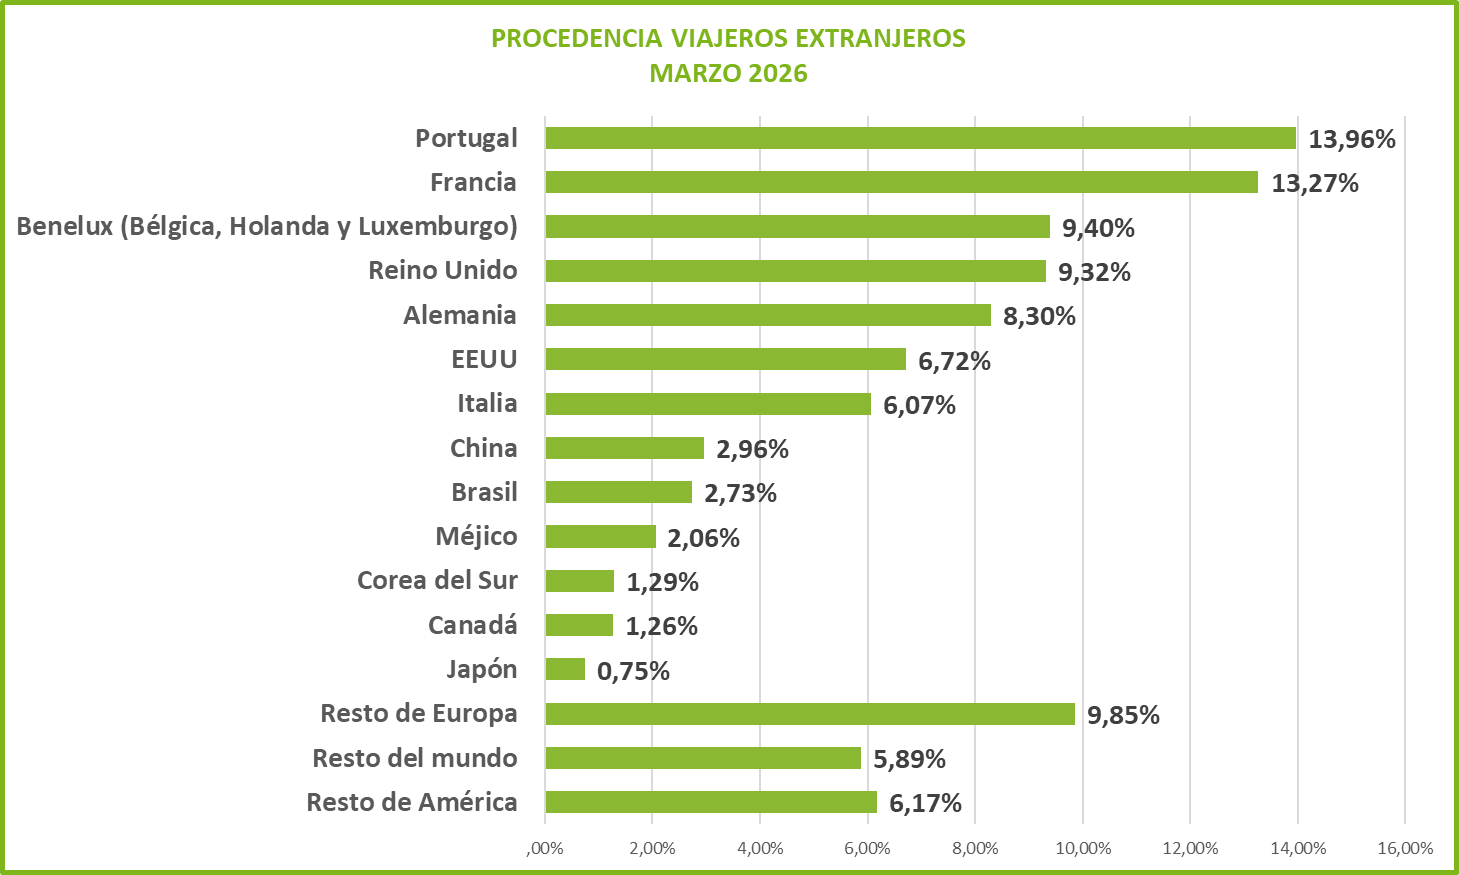 PROCEDENCIA VIAJEROS EXTRANJEROS
MARZO 2026
Portugal 13,96%
Francia 13,27%
Benelux (Bélgica, Holanda y Luxemburgo) 9,40%
Reino Unido 9,32%
Alemania 8,30%
EEUU 6,72%
Italia 6,07%
China 2,96%
Brasil 2,73%
Méjico 2,06%
Corea del Sur 1,29%
Canadá 1,26%
Japón 0,75%
Resto de Europa 9,85%
Resto del mundo 5,89%
Resto de América 6,17%
,00% 2,00% 4,00% 6,00% 8,00% 10,00% 12,00% 14,00% 16,00%